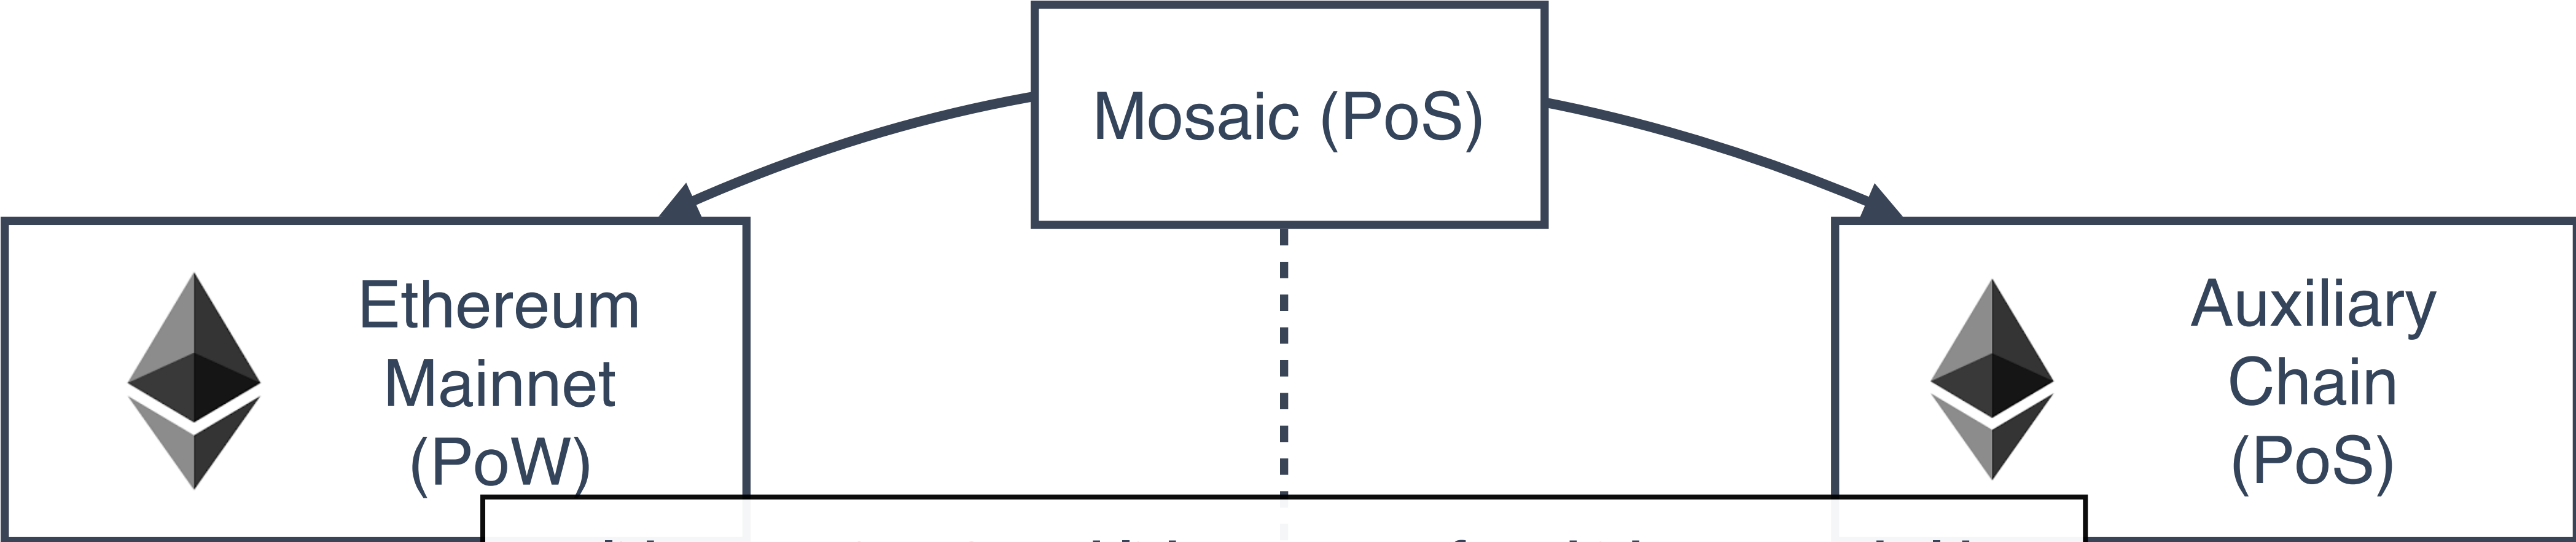 Mosaic (PoS)
Ethereum
Mainnet
(PoW)
Auxiliary
Chain
(PoS)